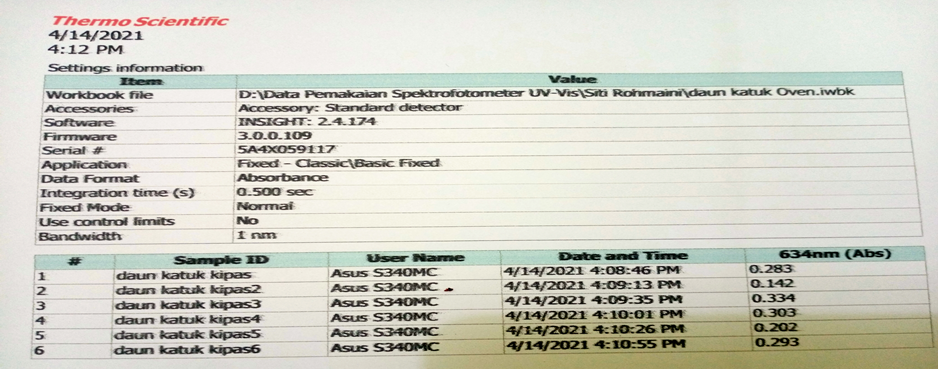 Thermo Scientific
4/14/2021
4:12 PM
Settings information
Item Value
Workbook file D:\Data Pemakaian Spektrofotometer UV-Vis\Siti Rohmaini\daun katuk Oven.iwbk
Accessories Accessory: Standard detector
Software INSIGHT: 2.4.174
Firmware 3.0.0.109
Serial # 5A4X059117
Application Fixed - Classic\Basic Fixed
Data Format Absorbance
Integration time (s) 0.500 sec
Fixed Mode Normal
Use control limits No
Bandwidth 1 nm
# Sample ID User Name Date and Time 634nm (Abs)
1 daun katuk kipas Asus S340MC 4/14/2021 4:08:46 PM 0.283
2 daun katuk kipas2 Asus S340MC 4/14/2021 4:09:13 PM 0.142
3 daun katuk kipas3 Asus S340MC 4/14/2021 4:09:35 PM 0.334
4 daun katuk kipas4 Asus S340MC 4/14/2021 4:10:01 PM 0.303
5 daun katuk kipas5 Asus S340MC 4/14/2021 4:10:26 PM 0.202
6 daun katuk kipas6 Asus S340MC 4/14/2021 4:10:55 PM 0.293